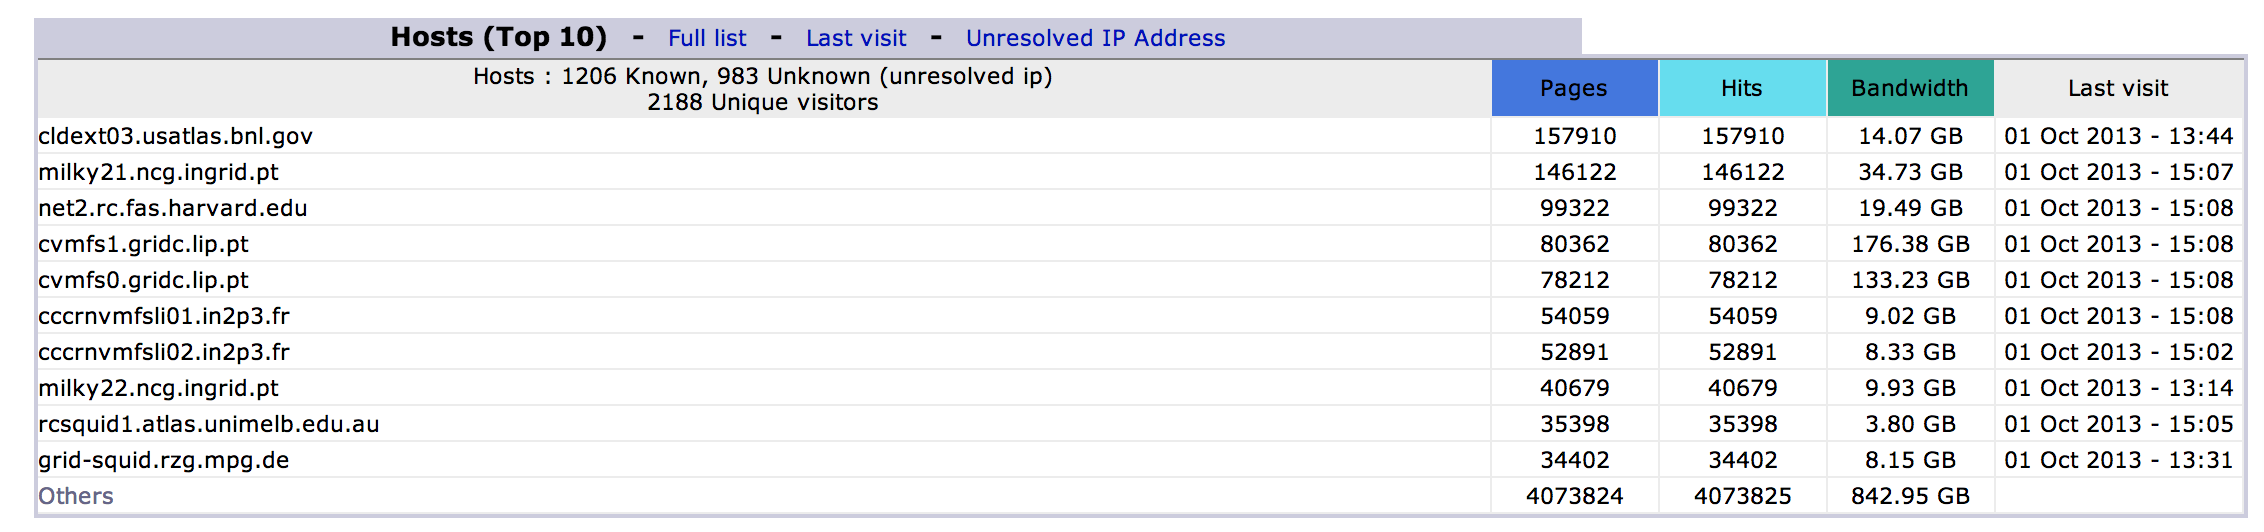 Hosts (Top 10) - Full list - Last visit - Unresolved IP Address
Hosts : 1206 Known, 983 Unknown (unresolved ip)
2188 Unique visitors
Pages Hits Bandwidth Last visit
cldext03.usatlas.bnl.gov 157910 157910 14.07 GB 01 Oct 2013 - 13:44
milky21.ncg.ingrid.pt 146122 146122 34.73 GB 01 Oct 2013 - 15:07
net2.rc.fas.harvard.edu 99322 99322 19.49 GB 01 Oct 2013 - 15:08
cvmfs1.gridc.lip.pt 80362 80362 176.38 GB 01 Oct 2013 - 15:08
cvmfs0.gridc.lip.pt 78212 78212 133.23 GB 01 Oct 2013 - 15:08
cccrnvmfsli01.in2p3.fr 54059 54059 9.02 GB 01 Oct 2013 - 15:08
cccrnvmfsli02.in2p3.fr 52891 52891 8.33 GB 01 Oct 2013 - 15:02
milky22.ncg.ingrid.pt 40679 40679 9.93 GB 01 Oct 2013 - 13:14
rcsquid1.atlas.unimelb.edu.au 35398 35398 3.80 GB 01 Oct 2013 - 15:05
grid-squid.rzg.mpg.de 34402 34402 8.15 GB 01 Oct 2013 - 13:31
Others 4073824 4073825 842.95 GB